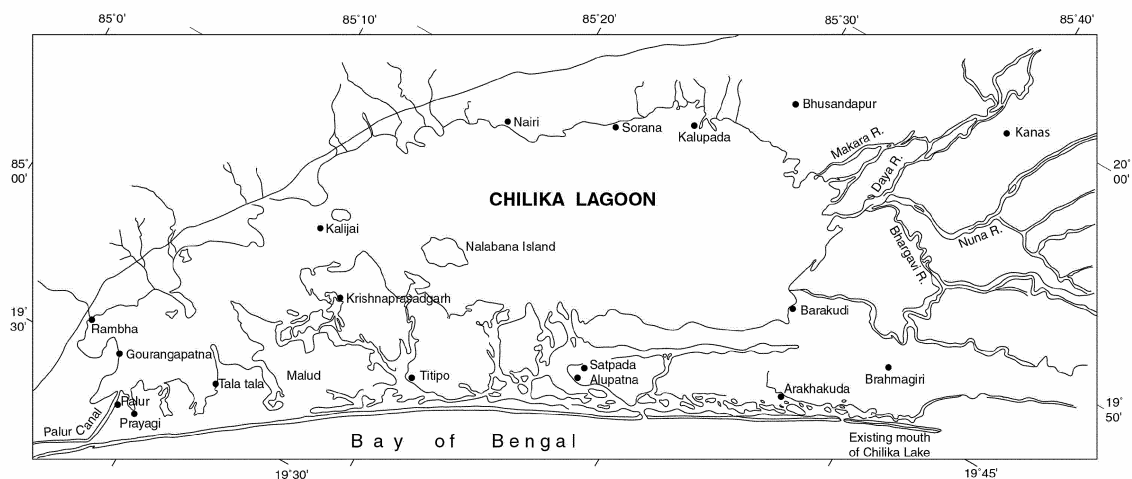 85°0'
85°10'
85°20'
85°30'
85°40'
Bhusandapur
Nairi
Sorana
Kalupada
Kanas
Makara R.
85°
00'
20°
00'
Daya R.
CHILIKA LAGOON
Kalijai
Nalabana Island
Nuna R.
Bhargavi R.
Krishnaprasadgarh
19°
30'
Rambha
Barakudi
Gourangapatna
Satpada
Malud
Titipo
Alupatna
Brahmagiri
Tala tala
Arakhakuda
Palur
Prayagi
19°
50'
Palur Canal
Bay of Bengal
Existing mouth
of Chilika Lake
19°30'
19°45'